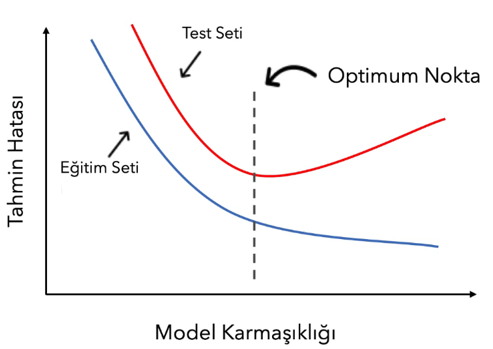 Test Seti
Optimum Nokta
Eğitim Seti
Tahmin Hatası
Model Karmaşıklığı